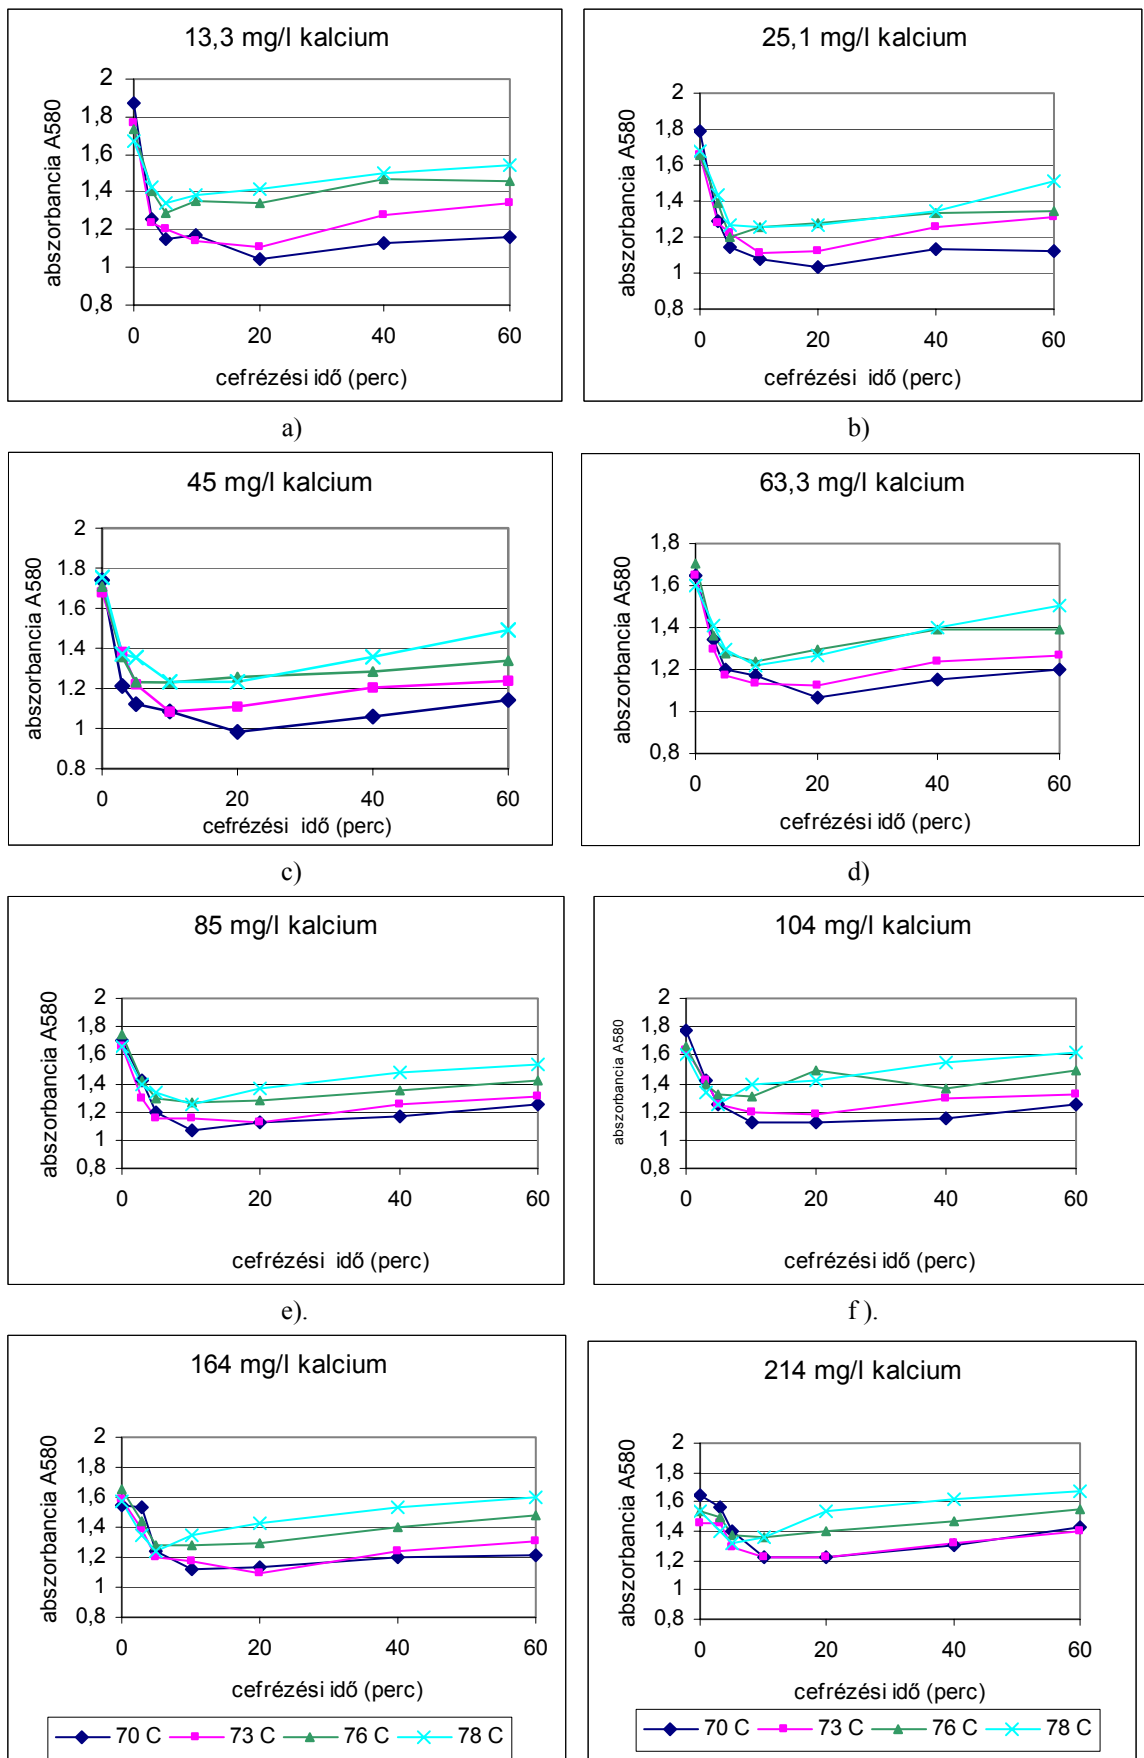 13,3 mg/l kalcium
abszorbancia A580
2
1,8
1,6
1,4
1,2
1
0,8
0 20 40 60
cefrézési idő (perc)
a)
25,1 mg/l kalcium
abszorbancia A580
2
1,8
1,6
1,4
1,2
1
0,8
0 20 40 60
cefrézési idő (perc)
b)
45 mg/l kalcium
abszorbancia A580
2
1.8
1.6
1.4
1.2
1
0.8
0 20 40 60
cefrézési idő (perc)
c)
63,3 mg/l kalcium
abszorbancia A580
1,8
1,6
1,4
1,2
1
0,8
0 20 40 60
cefrézési idő (perc)
d)
85 mg/l kalcium
abszorbancia A580
2
1,8
1,6
1,4
1,2
1
0,8
0 20 40 60
cefrézési idő (perc)
e).
104 mg/l kalcium
abszorbancia A580
2
1,8
1,6
1,4
1,2
1
0,8
0 20 40 60
cefrézési idő (perc)
f ).
164 mg/l kalcium
abszorbancia A580
2
1,8
1,6
1,4
1,2
1
0,8
0 20 40 60
cefrézési idő (perc)
70 C 73 C 76 C 78 C
214 mg/l kalcium
abszorbancia A580
2
1,8
1,6
1,4
1,2
1
0,8
0 20 40 60
cefrézési idő (perc)
70 C 73 C 76 C 78 C